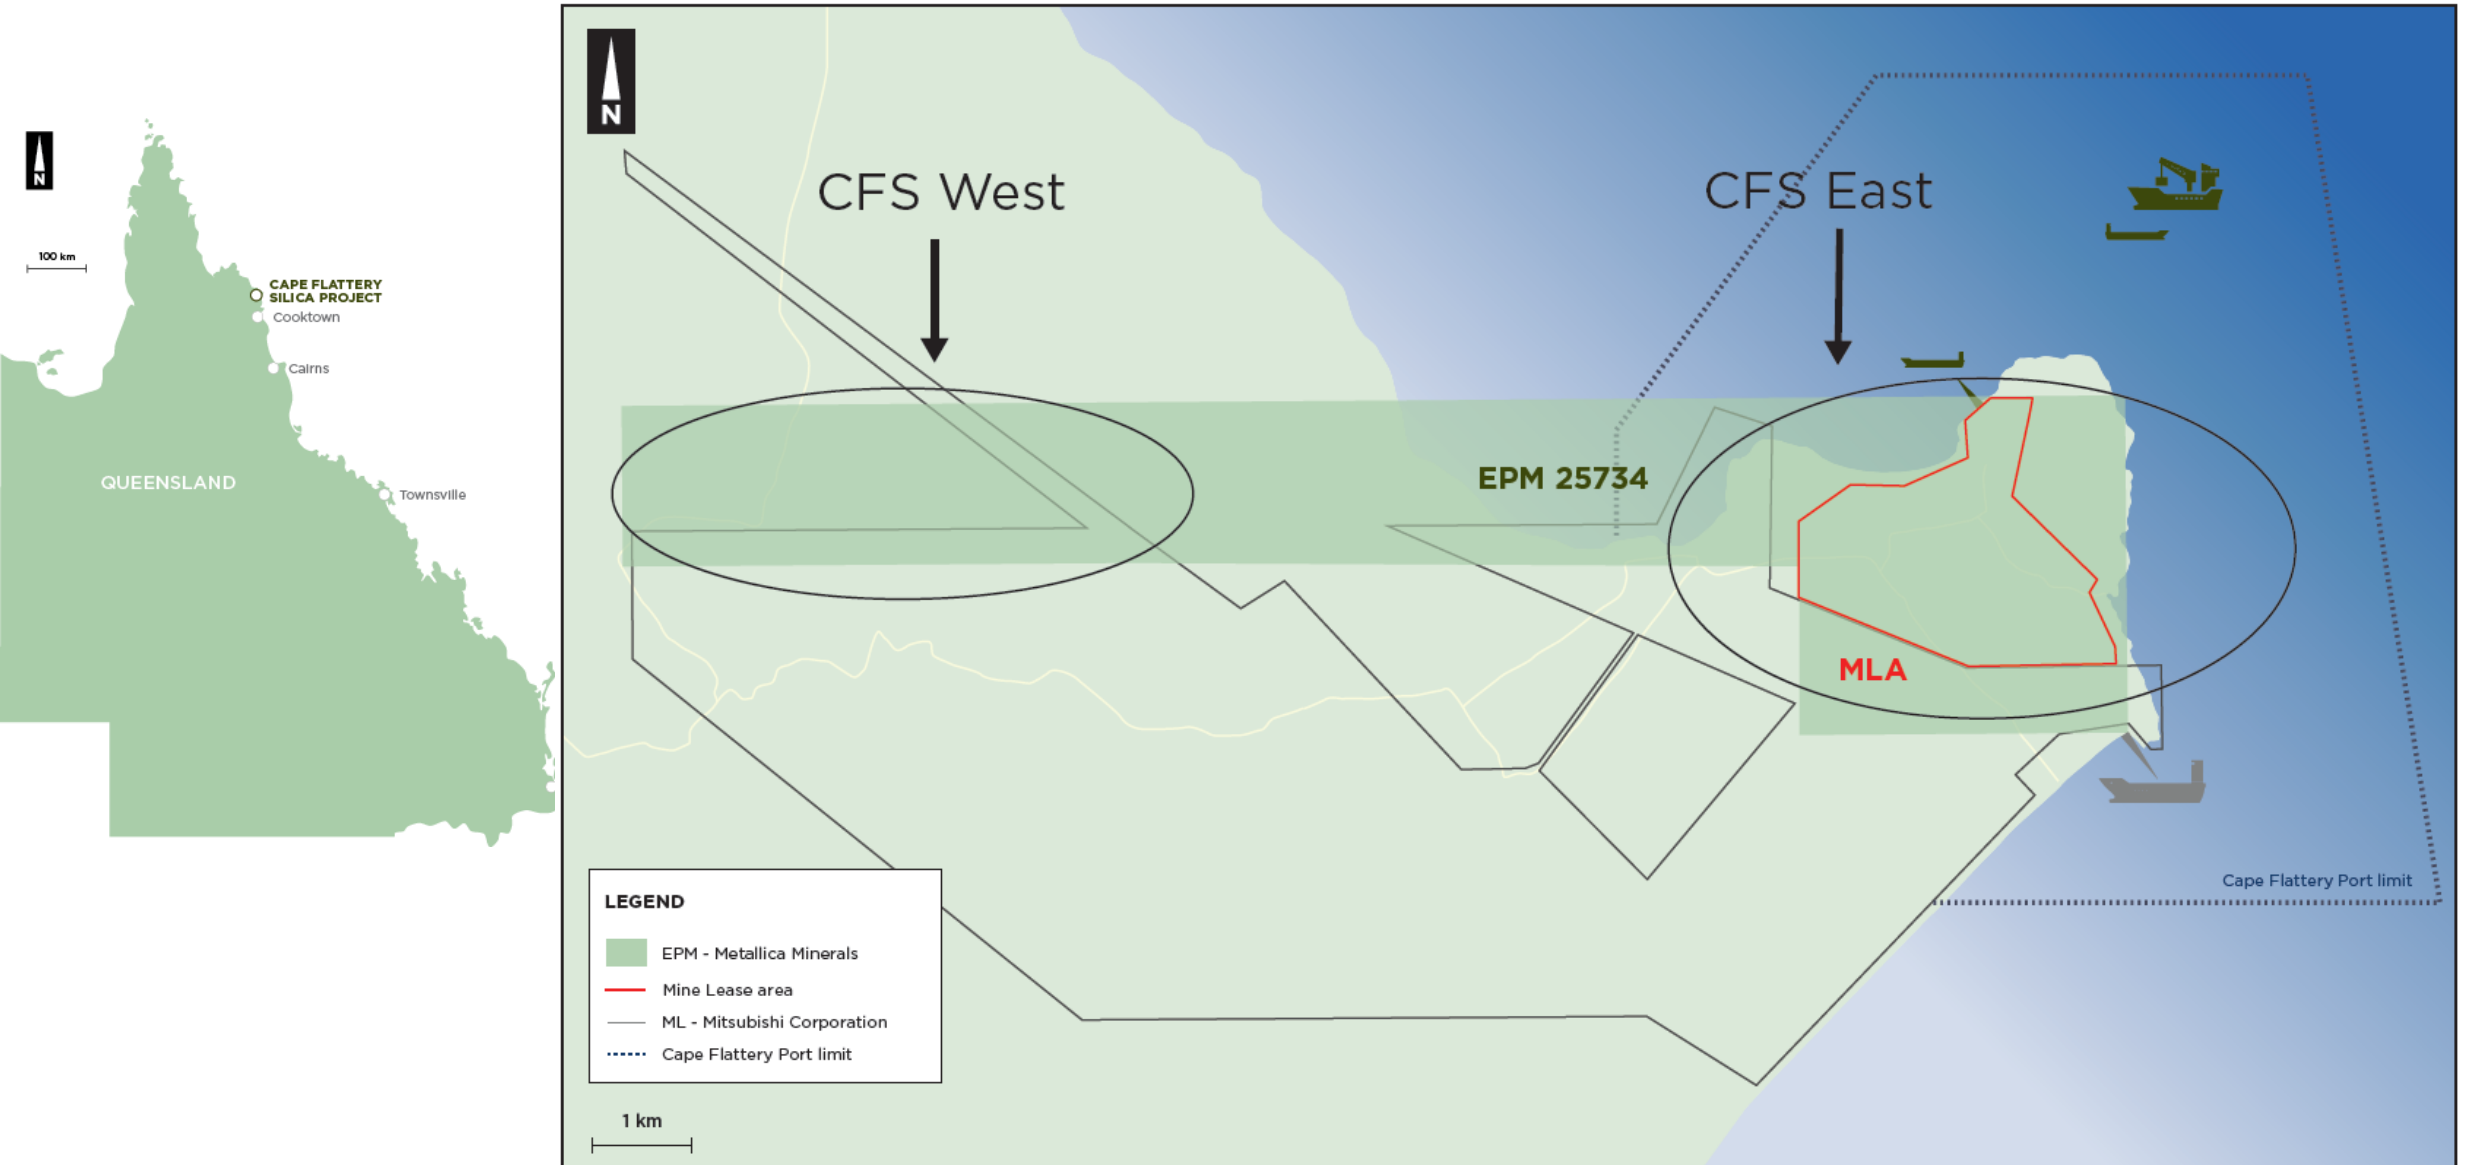 N
100 km
CAPE FLATTERY
SILICA PROJECT
Cooktown
Cairns
QUEENSLAND
Townsville
N
CFS West
CFS East
EPM 25734
MLA
Cape Flattery Port limit
LEGEND
EPM - Metallica Minerals
Mine Lease area
ML - Mitsubishi Corporation
Cape Flattery Port limit
1 km